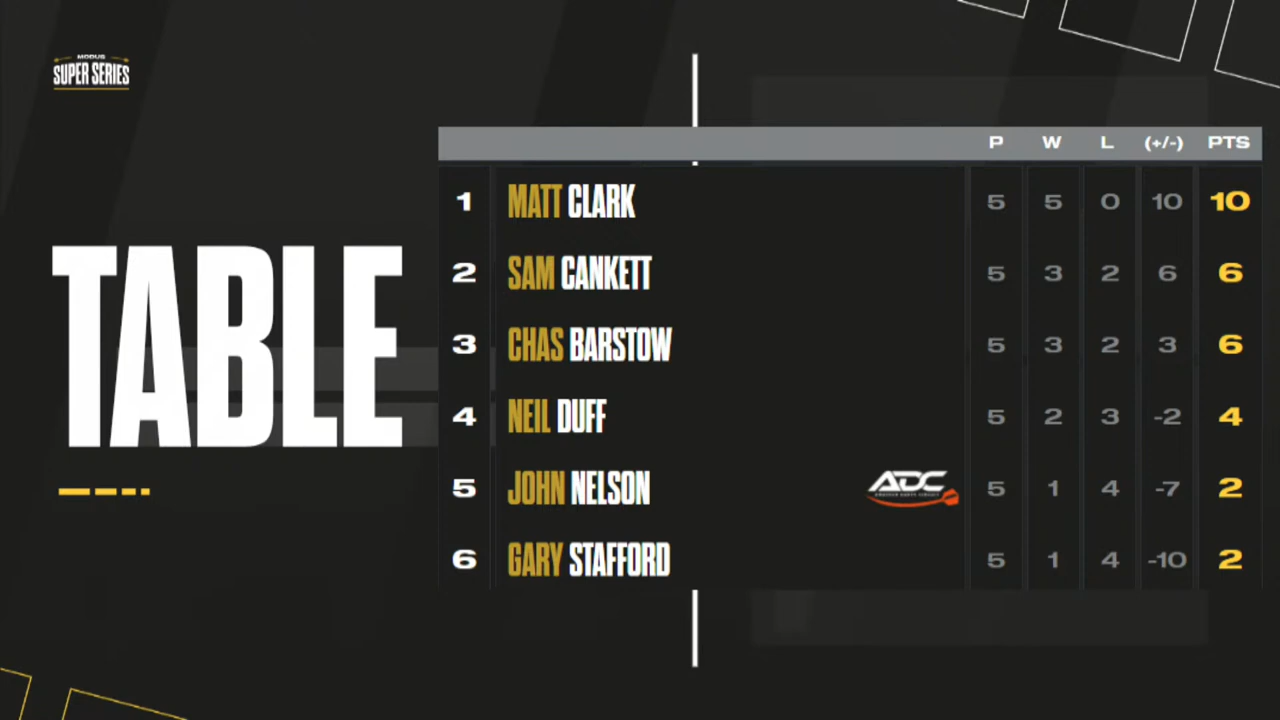 MODUS
SUPER SERIES
TABLE
P W L (+/-) PTS
1 MATT CLARK 5 5 0 10 10
2 SAM CANKETT 5 3 2 6 6
3 CHAS BARSTOW 5 3 2 3 6
4 NEIL DUFF 5 2 3 -2 4
5 JOHN NELSON ADC 5 1 4 -7 2
6 GARY STAFFORD 5 1 4 -10 2